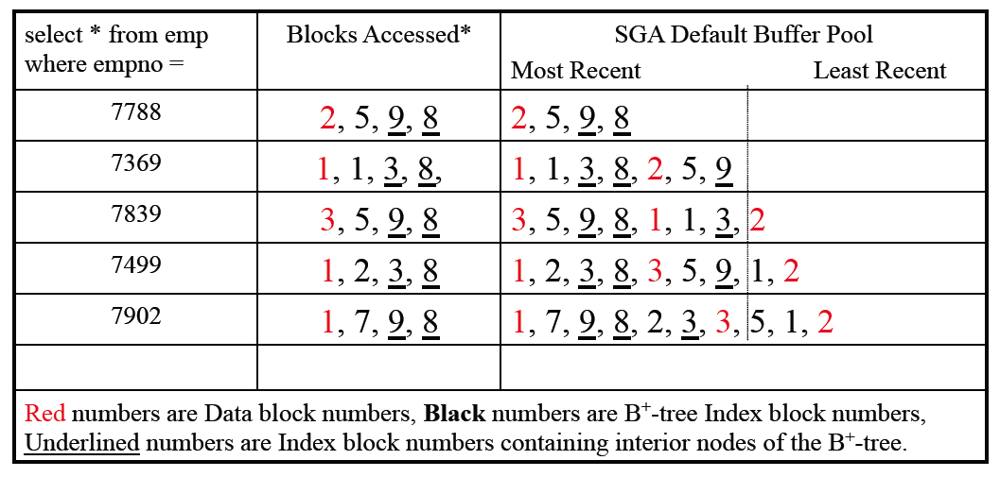 select * from emp
where empno =
Blocks Accessed*
SGA Default Buffer Pool
Most Recent Least Recent
7788 2, 5, 9, 8 2, 5, 9, 8
7369 1, 1, 3, 8, 1, 1, 3, 8, 2, 5, 9
7839 3, 5, 9, 8 3, 5, 9, 8, 1, 1, 3, 2
7499 1, 2, 3, 8 1, 2, 3, 8, 3, 5, 9, 1, 2
7902 1, 7, 9, 8 1, 7, 9, 8, 2, 3, 3, 5, 1, 2
Red numbers are Data block numbers, Black numbers are B⁺-tree Index block numbers,
Underlined numbers are Index block numbers containing interior nodes of the B⁺-tree.